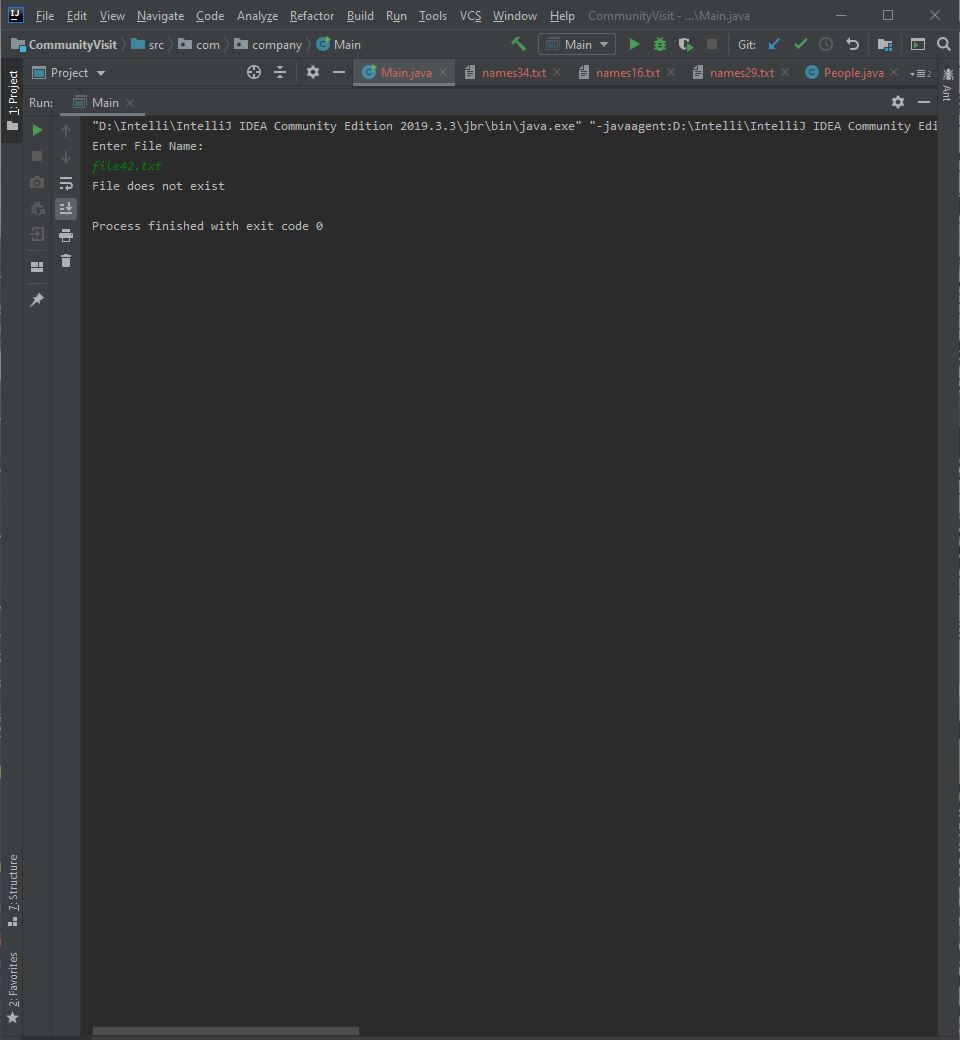 IJ File Edit View Navigate Code Analyze Refactor Build Run Tools VCS Window Help CommunityVisit - ...\Main.java
CommunityVisit src com company Main Main Git:
1: Project
Project Main.java names34.txt names16.txt names29.txt People.java 2
Ant
Run: Main
"D:\Intelli\IntelliJ IDEA Community Edition 2019.3.3\jbr\bin\java.exe" "-javaagent:D:\Intelli\IntelliJ IDEA Community Edi
Enter File Name:
file42.txt
File does not exist
Process finished with exit code 0
7: Structure
2: Favorites